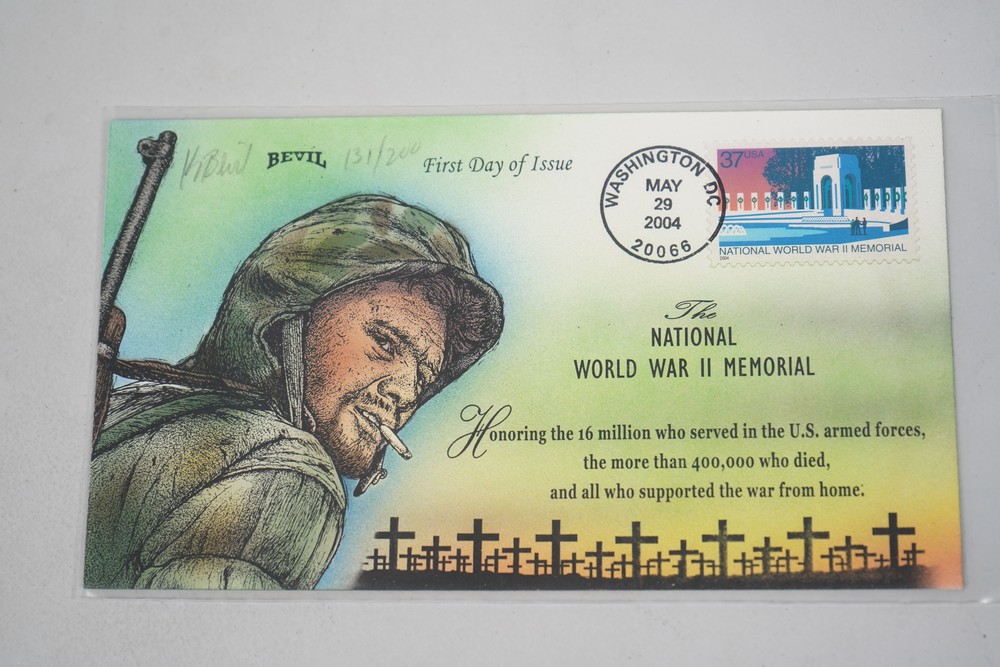 BEVIL 131/200 First Day of Issue
WASHINGTON DC
MAY
29
2004
20066
37 USA
NATIONAL WORLD WAR II MEMORIAL
2004
The
NATIONAL
WORLD WAR II MEMORIAL
Honoring the 16 million who served in the U.S. armed forces,
the more than 400,000 who died,
and all who supported the war from home.